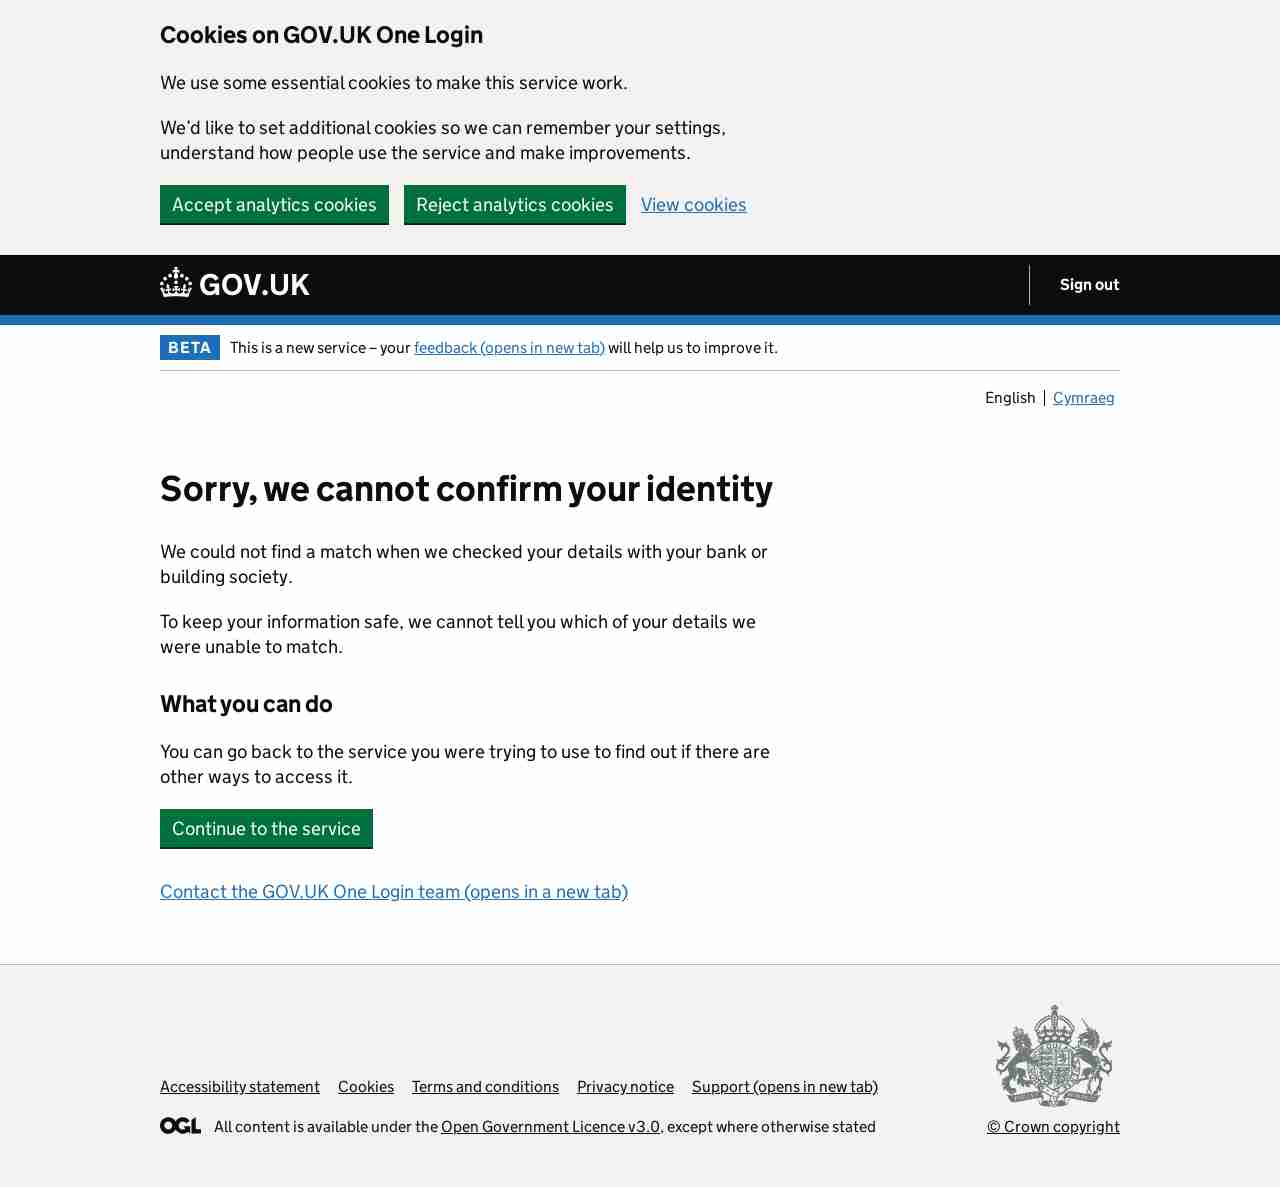 Cookies on GOV.UK One Login
We use some essential cookies to make this service work.
We’d like to set additional cookies so we can remember your settings,
understand how people use the service and make improvements.
Accept analytics cookies Reject analytics cookies View cookies
GOV.UK Sign out
BETA This is a new service – your feedback (opens in new tab) will help us to improve it.
English Cymraeg
Sorry, we cannot confirm your identity
We could not find a match when we checked your details with your bank or
building society.
To keep your information safe, we cannot tell you which of your details we
were unable to match.
What you can do
You can go back to the service you were trying to use to find out if there are
other ways to access it.
Continue to the service
Contact the GOV.UK One Login team (opens in a new tab)
Accessibility statement Cookies Terms and conditions Privacy notice Support (opens in new tab)
OGL All content is available under the Open Government Licence v3.0, except where otherwise stated
© Crown copyright